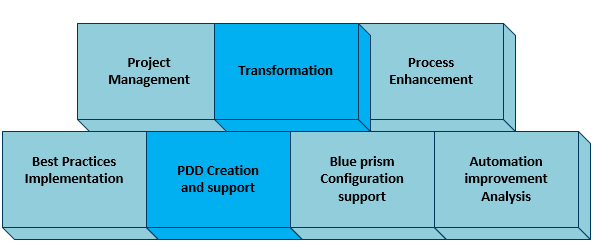 Project
Management
Transformation
Process
Enhancement
Best Practices
Implementation
PDD Creation
and support
Blue prism
Configuration
support
Automation
improvement
Analysis